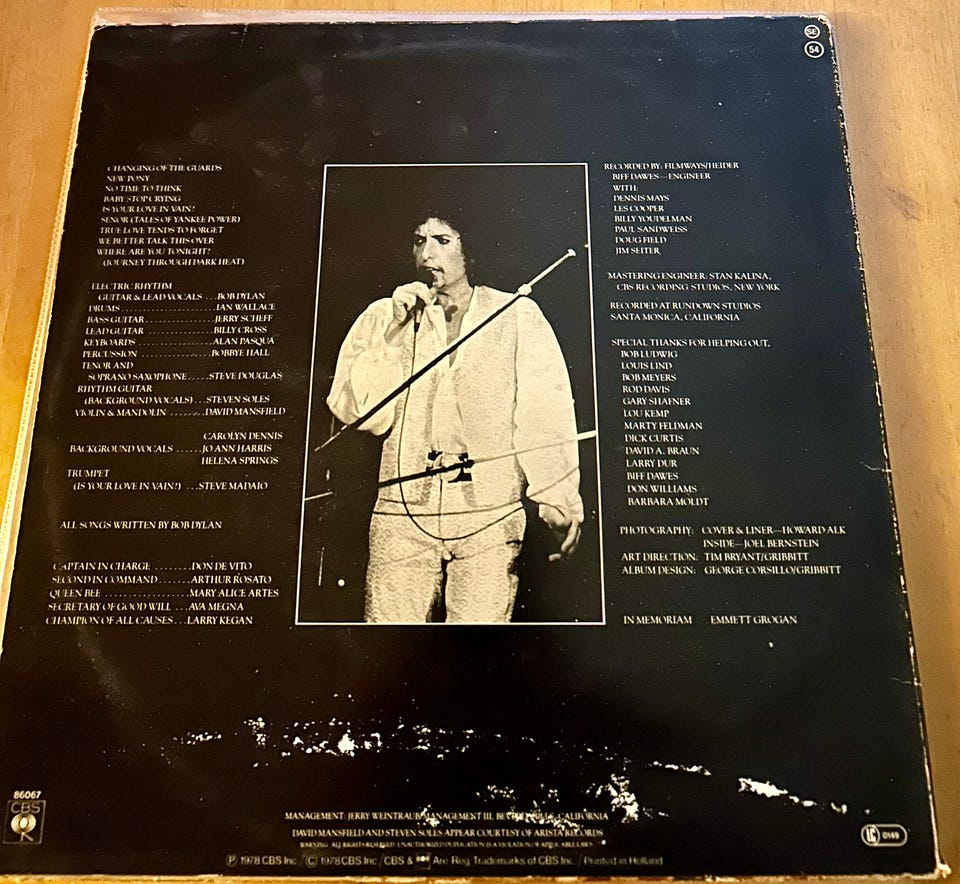 SE
54
CHANGING OF THE GUARDS
NEW PONY
NO TIME TO THINK
BABY STOP CRYING
IS YOUR LOVE IN VAIN?
SENOR (TALES OF YANKEE POWER)
TRUE LOVE TENDS TO FORGET
WE BETTER TALK THIS OVER
WHERE ARE YOU TONIGHT?
(JOURNEY THROUGH DARK HEAT)
ELECTRIC RHYTHM
GUITAR & LEAD VOCALS ...BOB DYLAN
DRUMS......................IAN WALLACE
BASS GUITAR...............JERRY SCHEFF
LEAD GUITAR...............BILLY CROSS
KEYBOARDS................ALAN PASQUA
PERCUSSION ...............BOBBYE HALL
TENOR AND
SOPRANO SAXOPHONE.....STEVE DOUGLAS
RHYTHM GUITAR
(BACKGROUND VOCALS) ...STEVEN SOLES
VIOLIN & MANDOLIN ........DAVID MANSFIELD
CAROLYN DENNIS
BACKGROUND VOCALS ......JO ANN HARRIS
HELENA SPRINGS
TRUMPET
(IS YOUR LOVE IN VAIN?) ...STEVE MADAIO
ALL SONGS WRITTEN BY BOB DYLAN
CAPTAIN IN CHARGE ........DON DE VITO
SECOND IN COMMAND.......ARTHUR ROSATO
QUEEN BEE .................MARY ALICE ARTES
SECRETARY OF GOOD WILL ...AVA MEGNA
CHAMPION OF ALL CAUSES...LARRY KEGAN
RECORDED BY: FILMWAYS/HEIDER
BIFF DAWES—ENGINEER
WITH:
DENNIS MAYS
LES COOPER
BILLY YOUDELMAN
PAUL SANDWEISS
DOUG FIELD
JIM SEITER
MASTERING ENGINEER: STAN KALINA,
CBS RECORDING STUDIOS, NEW YORK
RECORDED AT RUNDOWN STUDIOS
SANTA MONICA, CALIFORNIA
SPECIAL THANKS FOR HELPING OUT,
BOB LUDWIG
LOUIS LIND
BOB MEYERS
ROD DAVIS
GARY SHAFNER
LOU KEMP
MARTY FELDMAN
DICK CURTIS
DAVID A. BRAUN
LARRY DUR
BIFF DAWES
DON WILLIAMS
BARBARA MOLDT
PHOTOGRAPHY: COVER & LINER—HOWARD ALK
INSIDE—JOEL BERNSTEIN
ART DIRECTION: TIM BRYANT/GRIBBITT
ALBUM DESIGN: GEORGE CORSILLO/GRIBBITT
IN MEMORIAM EMMETT GROGAN
86067
CBS
MANAGEMENT: JERRY WEINTRAUB/MANAGEMENT III, BEVERLY HILLS, CALIFORNIA
DAVID MANSFIELD AND STEVEN SOLES APPEAR COURTESY OF ARISTA RECORDS
WARNING: ALL RIGHTS RESERVED. UNAUTHORIZED DUPLICATION IS A VIOLATION OF APPLICABLE LAWS
LC 0149
Ⓟ 1978 CBS Inc./Ⓒ 1978 CBS Inc./CBS & Are Reg. Trademarks of CBS Inc./Printed in Holland